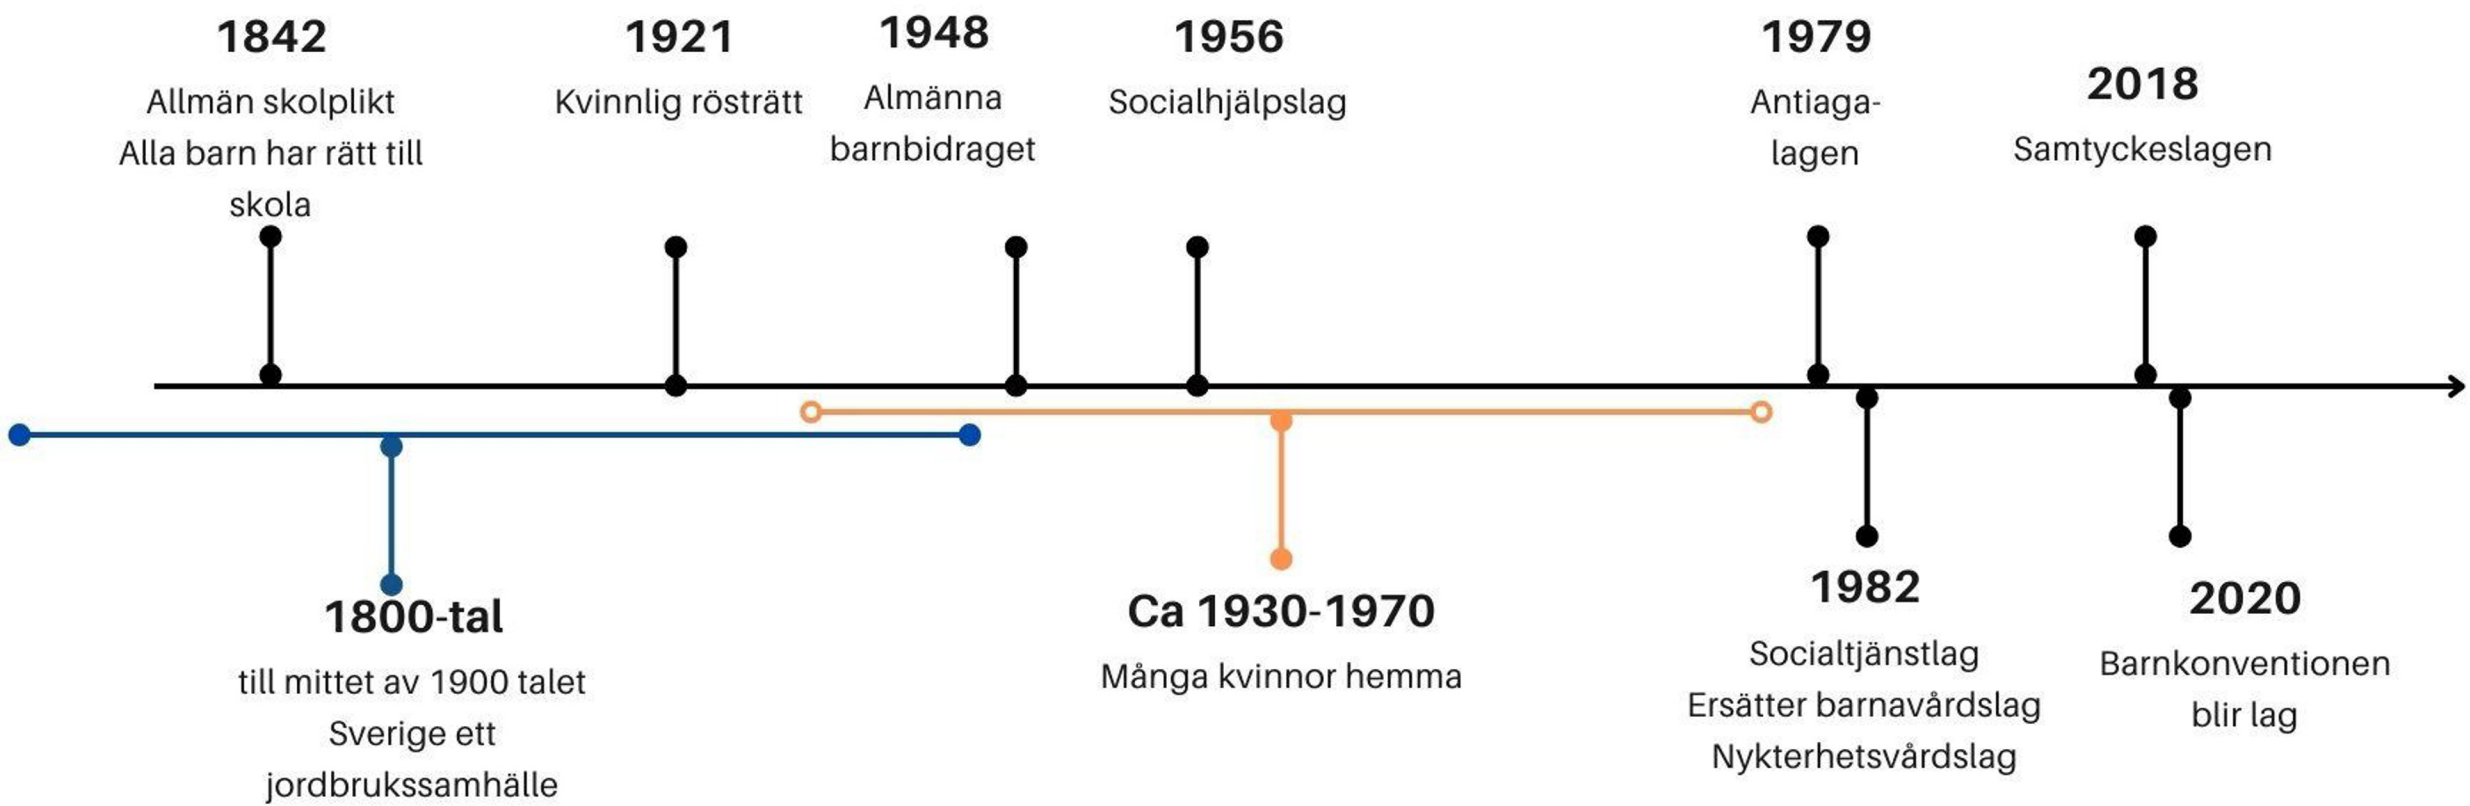 1842
Allmän skolplikt
Alla barn har rätt till
skola
1921
Kvinnlig rösträtt
1948
Almänna
barnbidraget
1956
Socialhjälpslag
1979
Antiaga-
lagen
2018
Samtyckeslagen
1800-tal
till mittet av 1900 talet
Sverige ett
jordbrukssamhälle
Ca 1930-1970
Många kvinnor hemma
1982
Socialtjänstlag
Ersätter barnavårdslag
Nykterhetsvårdslag
2020
Barnkonventionen
blir lag